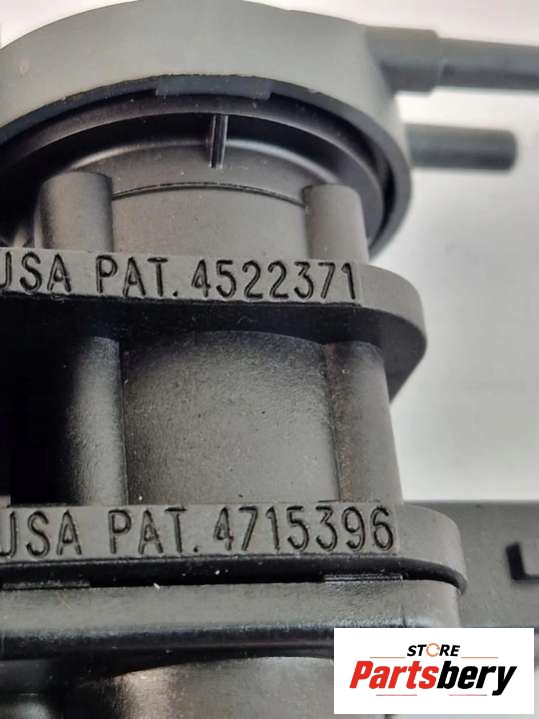 USA PAT. 4522371
USA PAT. 4715396
L
STORE
Partsbery